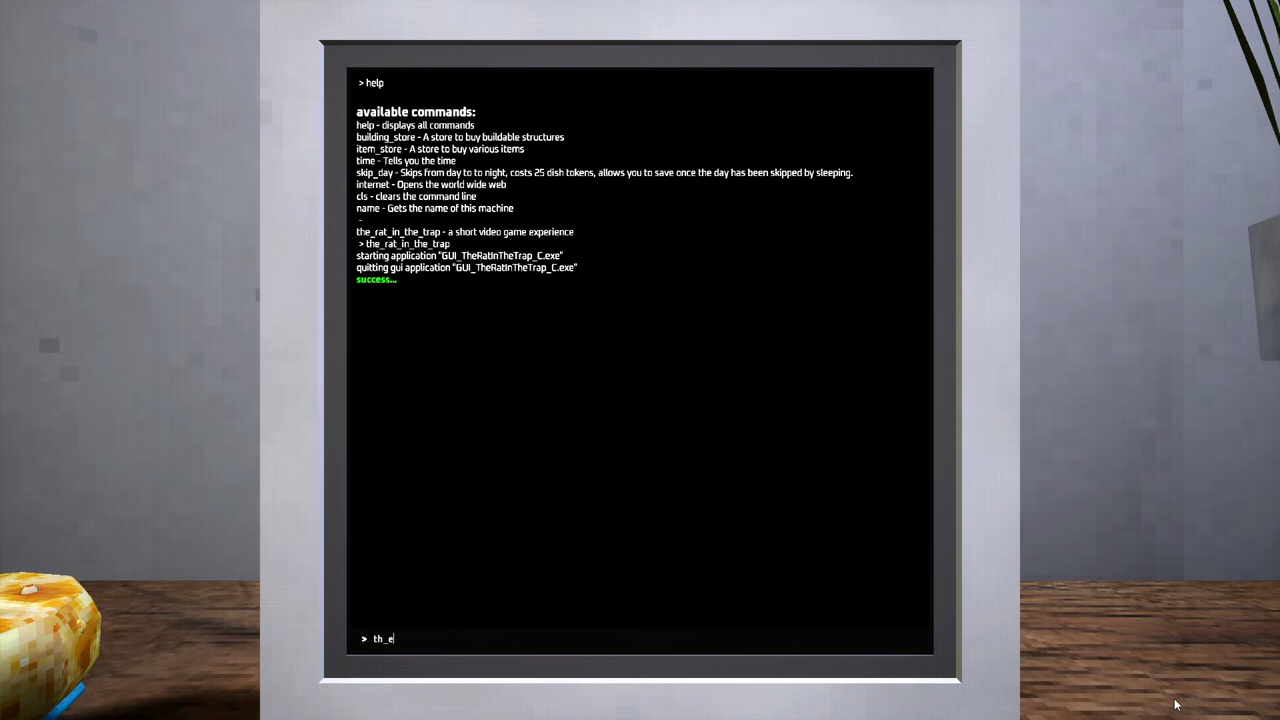 > help
available commands:
help - displays all commands
building_store - A store to buy buildable structures
item_store - A store to buy various items
time - Tells you the time
skip_day - Skips from day to to night, costs 25 dish tokens, allows you to save once the day has been skipped by sleeping.
internet - Opens the world wide web
cls - clears the command line
name - Gets the name of this machine
-
the_rat_in_the_trap - a short video game experience
> the_rat_in_the_trap
starting application "GUI_TheRatInTheTrap_C.exe"
quitting gui application "GUI_TheRatInTheTrap_C.exe"
success...
> th_e